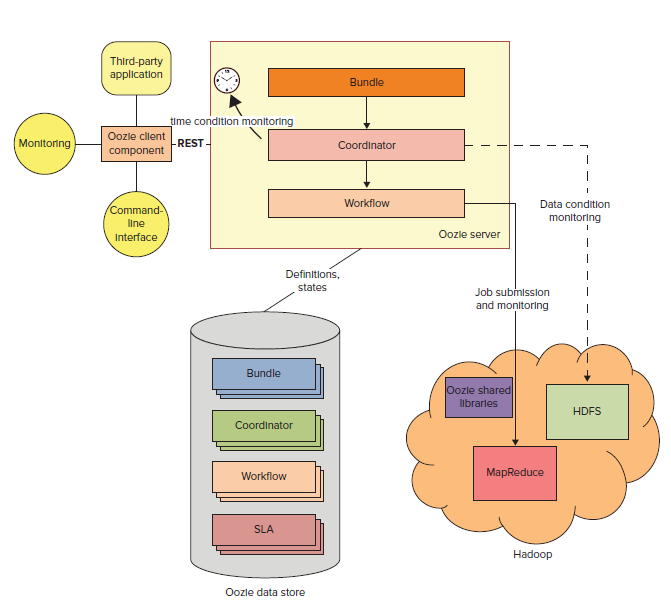 Third-party
application
Monitoring
Oozie client
component
REST
Command-
line
interface
time condition monitoring
Bundle
Coordinator
Workflow
Oozie server
Data condition
monitoring
Definitions,
states
Job submission
and monitoring
Bundle
Coordinator
Workflow
SLA
Oozie data store
Oozie shared
libraries
HDFS
MapReduce
Hadoop